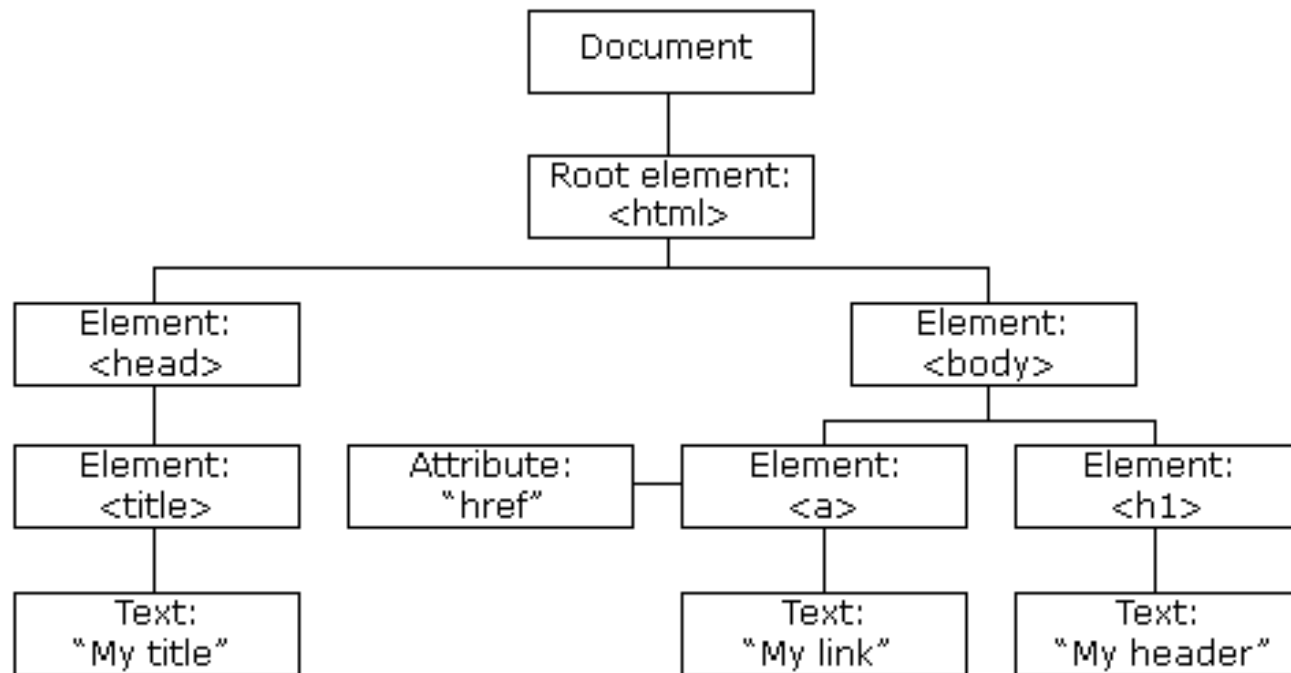 Document
Root element:
<html>
Element:
<head>
Element:
<body>
Element:
<title>
Attribute:
“href”
Element:
<a>
Element:
<h1>
Text:
“My title”
Text:
“My link”
Text:
“My header”